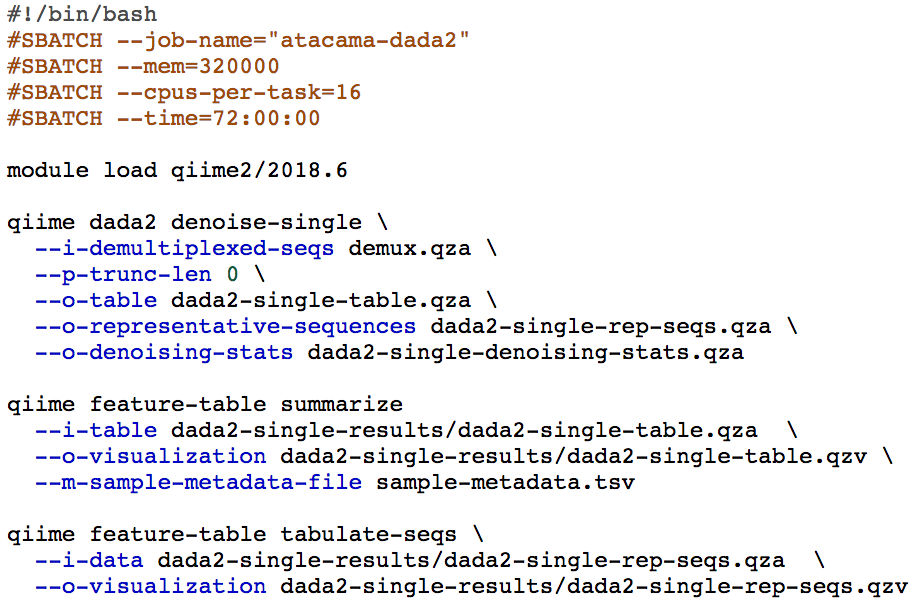 #!/bin/bash
#SBATCH --job-name="atacama-dada2"
#SBATCH --mem=320000
#SBATCH --cpus-per-task=16
#SBATCH --time=72:00:00

module load qiime2/2018.6

qiime dada2 denoise-single \
  --i-demultiplexed-seqs demux.qza \
  --p-trunc-len 0 \
  --o-table dada2-single-table.qza \
  --o-representative-sequences dada2-single-rep-seqs.qza \
  --o-denoising-stats dada2-single-denoising-stats.qza

qiime feature-table summarize
  --i-table dada2-single-results/dada2-single-table.qza  \
  --o-visualization dada2-single-results/dada2-single-table.qzv \
  --m-sample-metadata-file sample-metadata.tsv

qiime feature-table tabulate-seqs \
  --i-data dada2-single-results/dada2-single-rep-seqs.qza  \
  --o-visualization dada2-single-results/dada2-single-rep-seqs.qzv